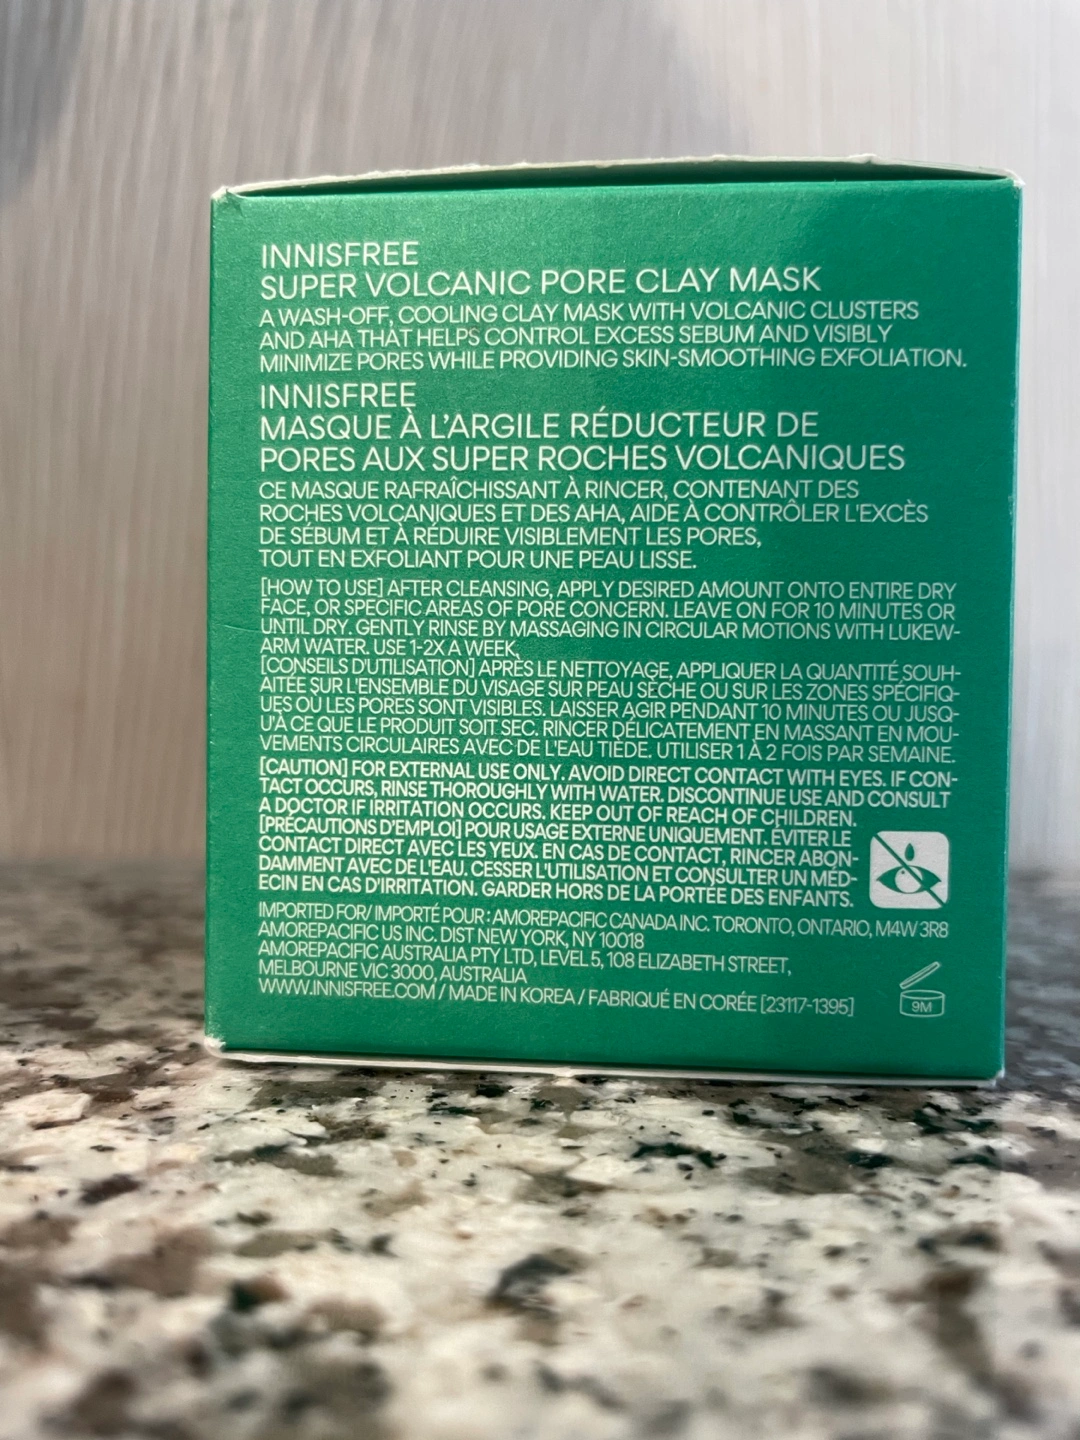 INNISFREE
SUPER VOLCANIC PORE CLAY MASK
A WASH-OFF, COOLING CLAY MASK WITH VOLCANIC CLUSTERS
AND AHA THAT HELPS CONTROL EXCESS SEBUM AND VISIBLY
MINIMIZE PORES WHILE PROVIDING SKIN-SMOOTHING EXFOLIATION.
INNISFREE
MASQUE À L'ARGILE RÉDUCTEUR DE
PORES AUX SUPER ROCHES VOLCANIQUES
CE MASQUE RAFRAÎCHISSANT À RINCER, CONTENANT DES
ROCHES VOLCANIQUES ET DES AHA, AIDE À CONTRÔLER L'EXCÈS
DE SÉBUM ET À RÉDUIRE VISIBLEMENT LES PORES,
TOUT EN EXFOLIANT POUR UNE PEAU LISSE.
[HOW TO USE] AFTER CLEANSING, APPLY DESIRED AMOUNT ONTO ENTIRE DRY
FACE, OR SPECIFIC AREAS OF PORE CONCERN. LEAVE ON FOR 10 MINUTES OR
UNTIL DRY. GENTLY RINSE BY MASSAGING IN CIRCULAR MOTIONS WITH LUKEW-
ARM WATER. USE 1-2X A WEEK.
[CONSEILS D'UTILISATION] APRÈS LE NETTOYAGE, APPLIQUER LA QUANTITÉ SOUH-
AITÉE SUR L'ENSEMBLE DU VISAGE SUR PEAU SÈCHE OU SUR LES ZONES SPÉCIFIQ-
UES OÙ LES PORES SONT VISIBLES. LAISSER AGIR PENDANT 10 MINUTES OU JUSQ-
U'À CE QUE LE PRODUIT SOIT SEC. RINCER DÉLICATEMENT EN MASSANT EN MOU-
VEMENTS CIRCULAIRES AVEC DE L'EAU TIÈDE. UTILISER 1 À 2 FOIS PAR SEMAINE.
[CAUTION] FOR EXTERNAL USE ONLY. AVOID DIRECT CONTACT WITH EYES. IF CON-
TACT OCCURS, RINSE THOROUGHLY WITH WATER. DISCONTINUE USE AND CONSULT
A DOCTOR IF IRRITATION OCCURS. KEEP OUT OF REACH OF CHILDREN.
[PRÉCAUTIONS D'EMPLOI] POUR USAGE EXTERNE UNIQUEMENT. ÉVITER LE
CONTACT DIRECT AVEC LES YEUX. EN CAS DE CONTACT, RINCER ABON-
DAMMENT AVEC DE L'EAU. CESSER L'UTILISATION ET CONSULTER UN MÉD-
ECIN EN CAS D'IRRITATION. GARDER HORS DE LA PORTÉE DES ENFANTS.
IMPORTED FOR/ IMPORTÉ POUR : AMOREPACIFIC CANADA INC. TORONTO, ONTARIO, M4W 3R8
AMOREPACIFIC US INC. DIST NEW YORK, NY 10018
AMOREPACIFIC AUSTRALIA PTY LTD, LEVEL 5, 108 ELIZABETH STREET,
MELBOURNE VIC 3000, AUSTRALIA
WWW.INNISFREE.COM / MADE IN KOREA / FABRIQUÉ EN CORÉE [23117-1395]
9M